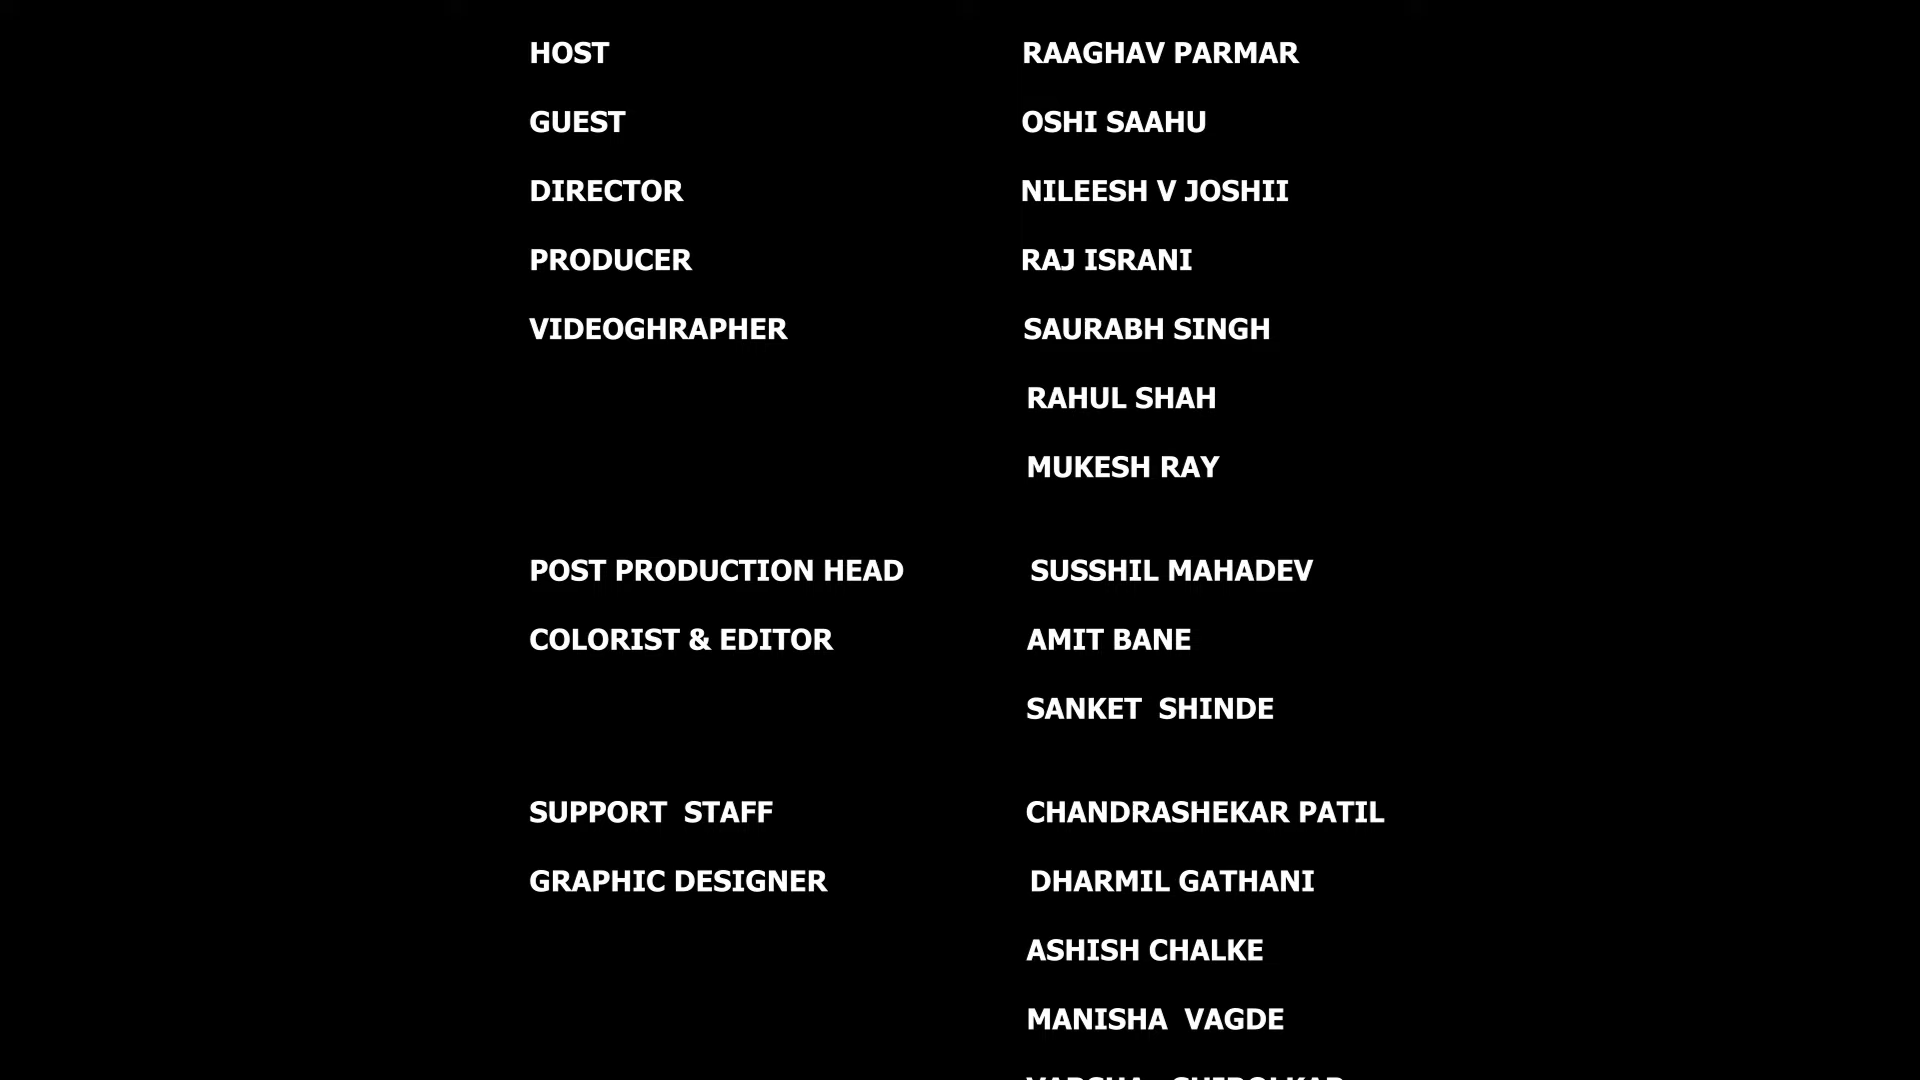 HOST RAAGHAV PARMAR
GUEST OSHI SAAHU
DIRECTOR NILEESH V JOSHII
PRODUCER RAJ ISRANI
VIDEOGHRAPHER SAURABH SINGH
RAHUL SHAH
MUKESH RAY
POST PRODUCTION HEAD SUSSHIL MAHADEV
COLORIST & EDITOR AMIT BANE
SANKET SHINDE
SUPPORT STAFF CHANDRASHEKAR PATIL
GRAPHIC DESIGNER DHARMIL GATHANI
ASHISH CHALKE
MANISHA VAGDE